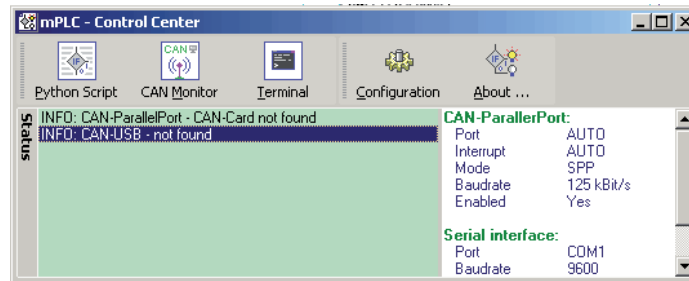 mPLC - Control Center
CAN
IF
Python Script CAN Monitor Terminal Configuration About ...
Status
INFO: CAN-ParallelPort - CAN-Card not found
INFO: CAN-USB - not found
CAN-ParallerPort:
Port AUTO
Interrupt AUTO
Mode SPP
Baudrate 125 kBit/s
Enabled Yes
Serial interface:
Port COM1
Baudrate 9600